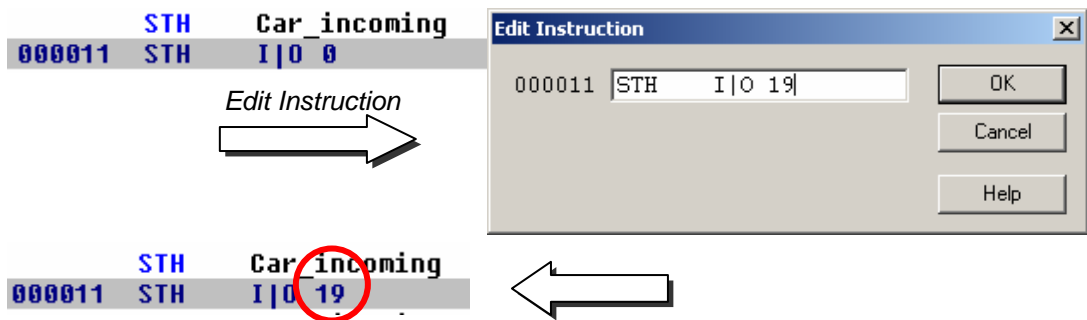 STH Car_incoming
000011 STH I|O 0
Edit Instruction
Edit Instruction
000011 STH I|O 19
OK
Cancel
Help
STH Car_incoming
000011 STH I|O 19